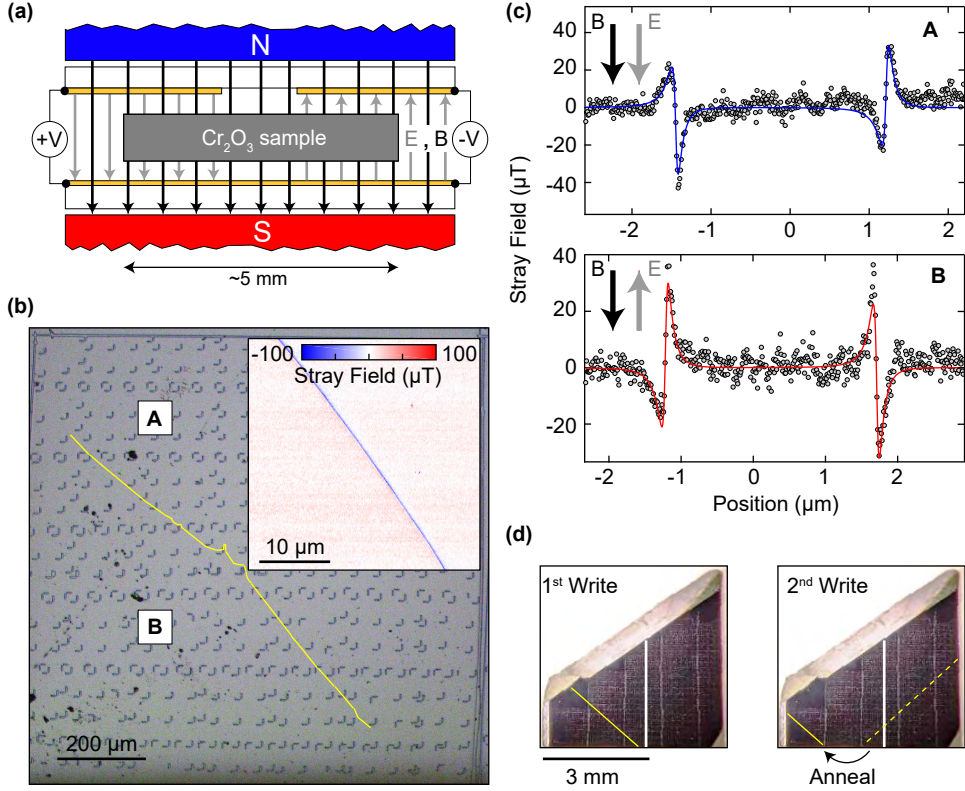 (a)
N
+V
Cr2O3 sample
E , B
-V
S
~5 mm
(b)
A
B
-100
100
Stray Field (µT)
10 µm
200 µm
(c)
B
E
A
40
20
0
-20
-40
-2
-1
0
1
2
Stray Field (µT)
B
E
B
40
20
0
-20
-2
-1
0
1
2
Position (µm)
(d)
1st Write
2nd Write
3 mm
Anneal